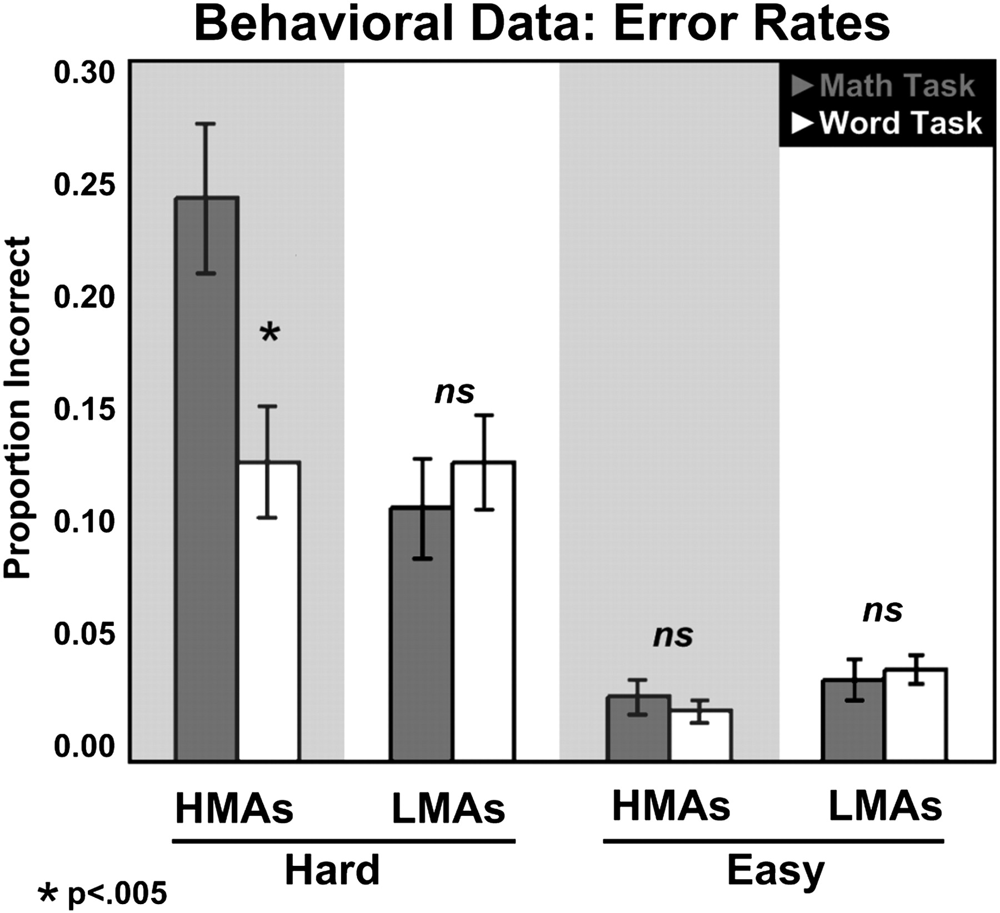 Behavioral Data: Error Rates
Math Task
Word Task
Proportion Incorrect
0.30
0.25
0.20
0.15
0.10
0.05
0.00
*
ns
ns
ns
HMAs LMAs HMAs LMAs
Hard Easy
* p<.005